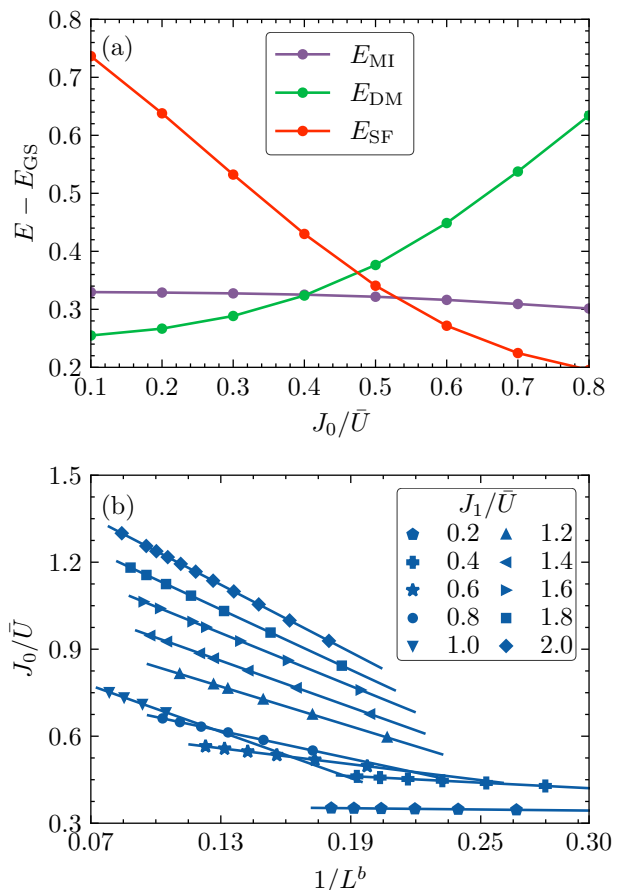 (a)
E_MI
E_DM
E_SF
0.8
0.7
0.6
0.5
0.4
0.3
0.2
E − E_GS
0.1 0.2 0.3 0.4 0.5 0.6 0.7 0.8
J_0/Ū
(b)
J_1/Ū
0.2 1.2
0.4 1.4
0.6 1.6
0.8 1.8
1.0 2.0
1.5
1.2
0.9
0.6
0.3
J_0/Ū
0.07 0.13 0.19 0.25 0.30
1/L^b